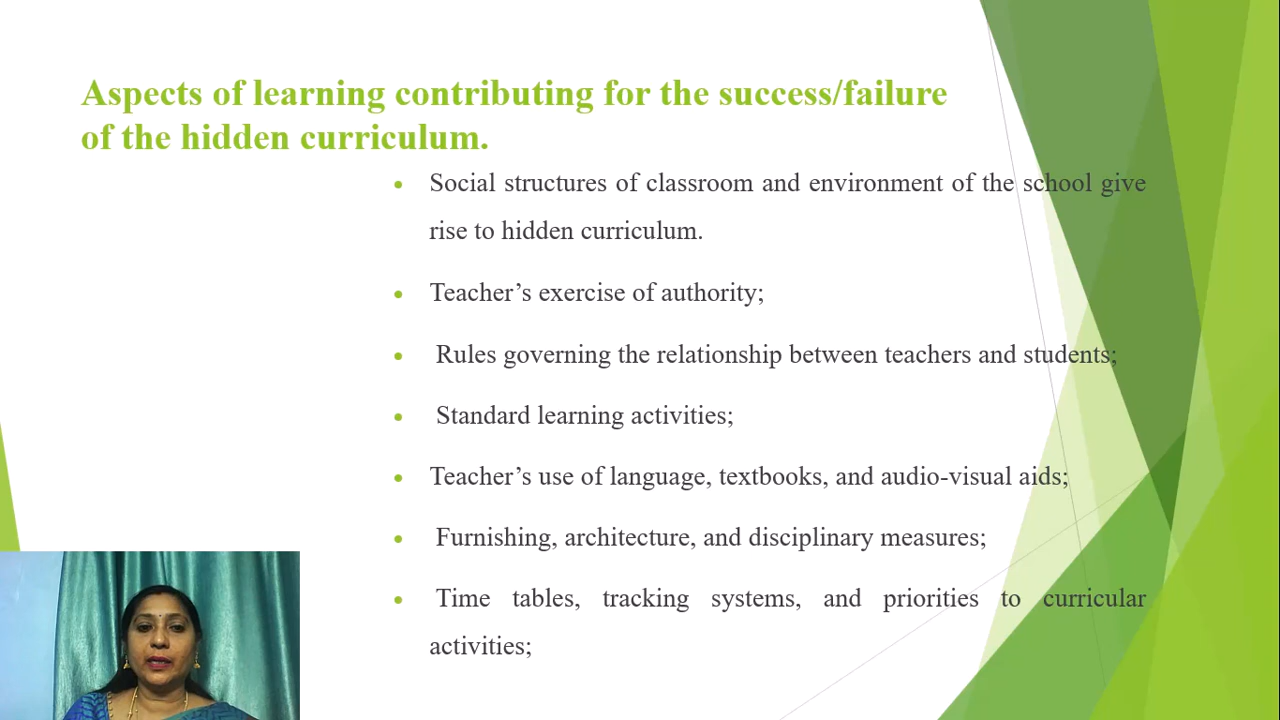 Aspects of learning contributing for the success/failure
of the hidden curriculum.
• Social structures of classroom and environment of the school give
rise to hidden curriculum.
• Teacher’s exercise of authority;
• Rules governing the relationship between teachers and students;
• Standard learning activities;
• Teacher’s use of language, textbooks, and audio-visual aids;
• Furnishing, architecture, and disciplinary measures;
• Time tables, tracking systems, and priorities to curricular
activities;